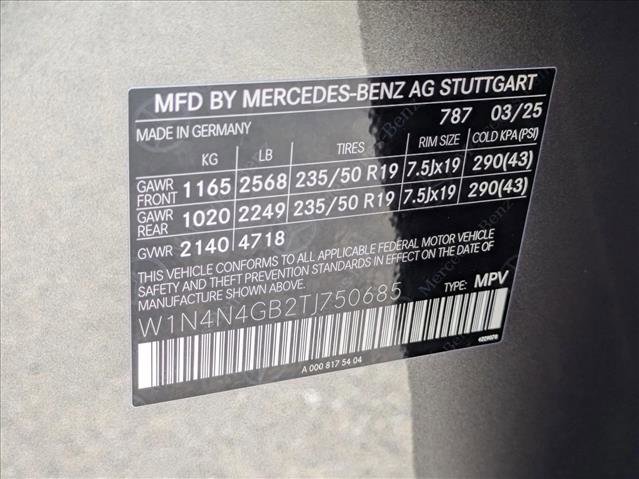 MFD BY MERCEDES-BENZ AG STUTTGART
787 03/25
MADE IN GERMANY
KG LB TIRES RIM SIZE COLD KPA(PSI)
GAWR FRONT 1165 2568 235/50 R19 7.5Jx19 290(43)
GAWR REAR 1020 2249 235/50 R19 7.5Jx19 290(43)
GVWR 2140 4718
THIS VEHICLE CONFORMS TO ALL APPLICABLE FEDERAL MOTOR VEHICLE
SAFETY AND THEFT PREVENTION STANDARDS IN EFFECT ON THE DATE OF
MANUFACTURE SHOWN ABOVE.
TYPE: MPV
W1N4N4GB2TJ750685
A 000 817 54 04